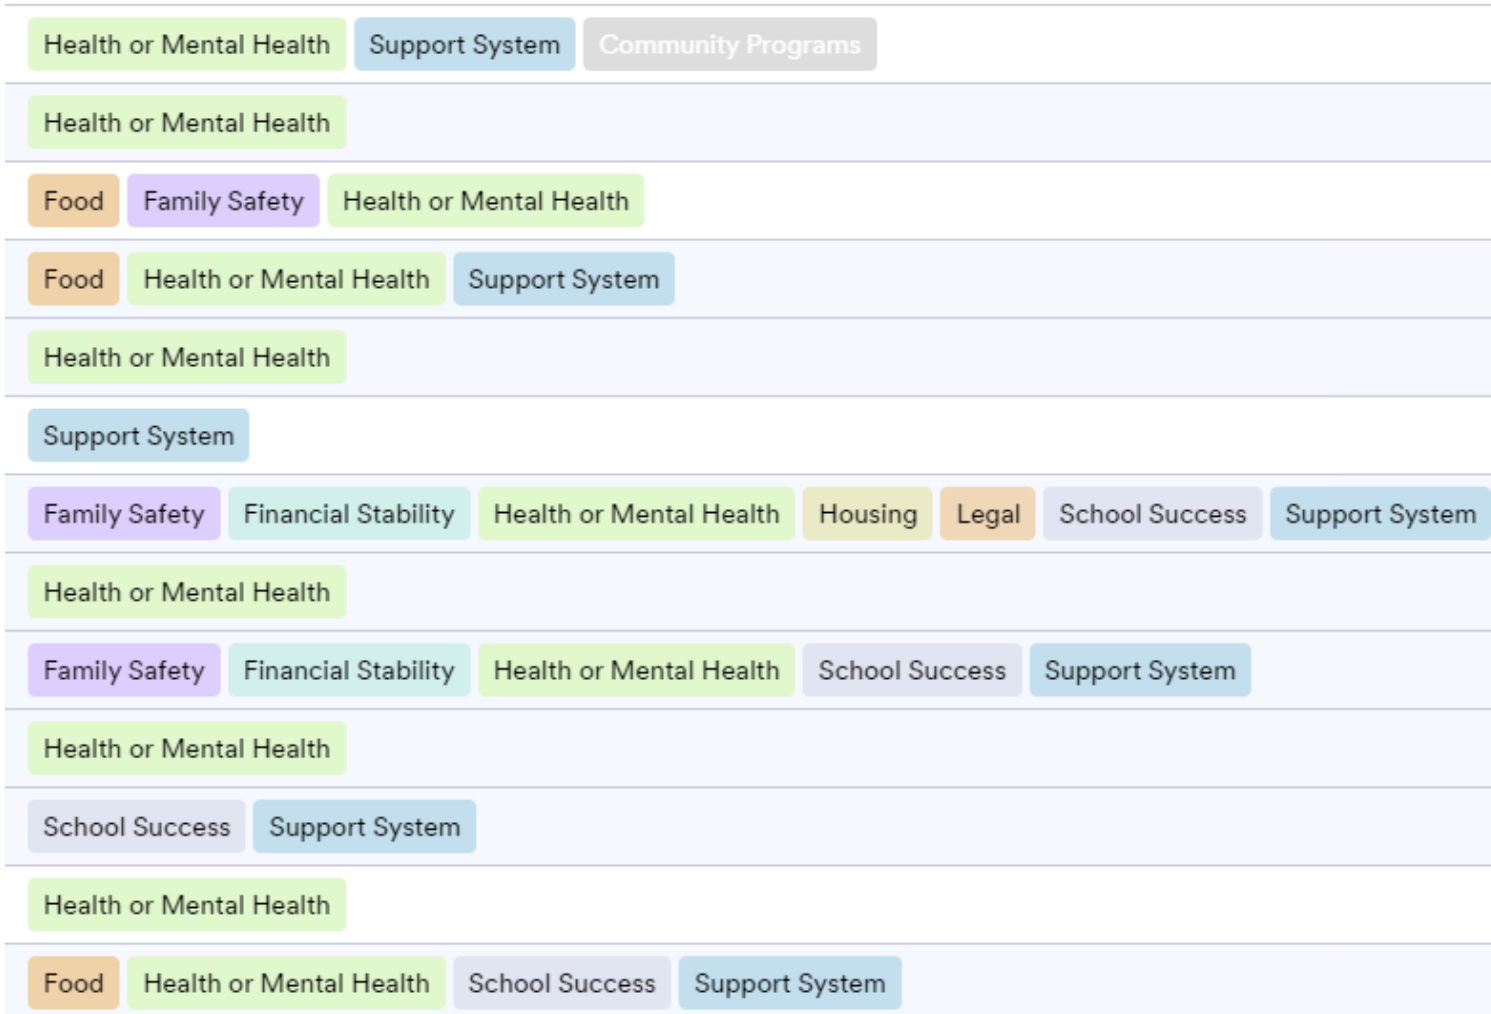 Health or Mental Health Support System Community Programs
Health or Mental Health
Food Family Safety Health or Mental Health
Food Health or Mental Health Support System
Health or Mental Health
Support System
Family Safety Financial Stability Health or Mental Health Housing Legal School Success Support System
Health or Mental Health
Family Safety Financial Stability Health or Mental Health School Success Support System
Health or Mental Health
School Success Support System
Health or Mental Health
Food Health or Mental Health School Success Support System